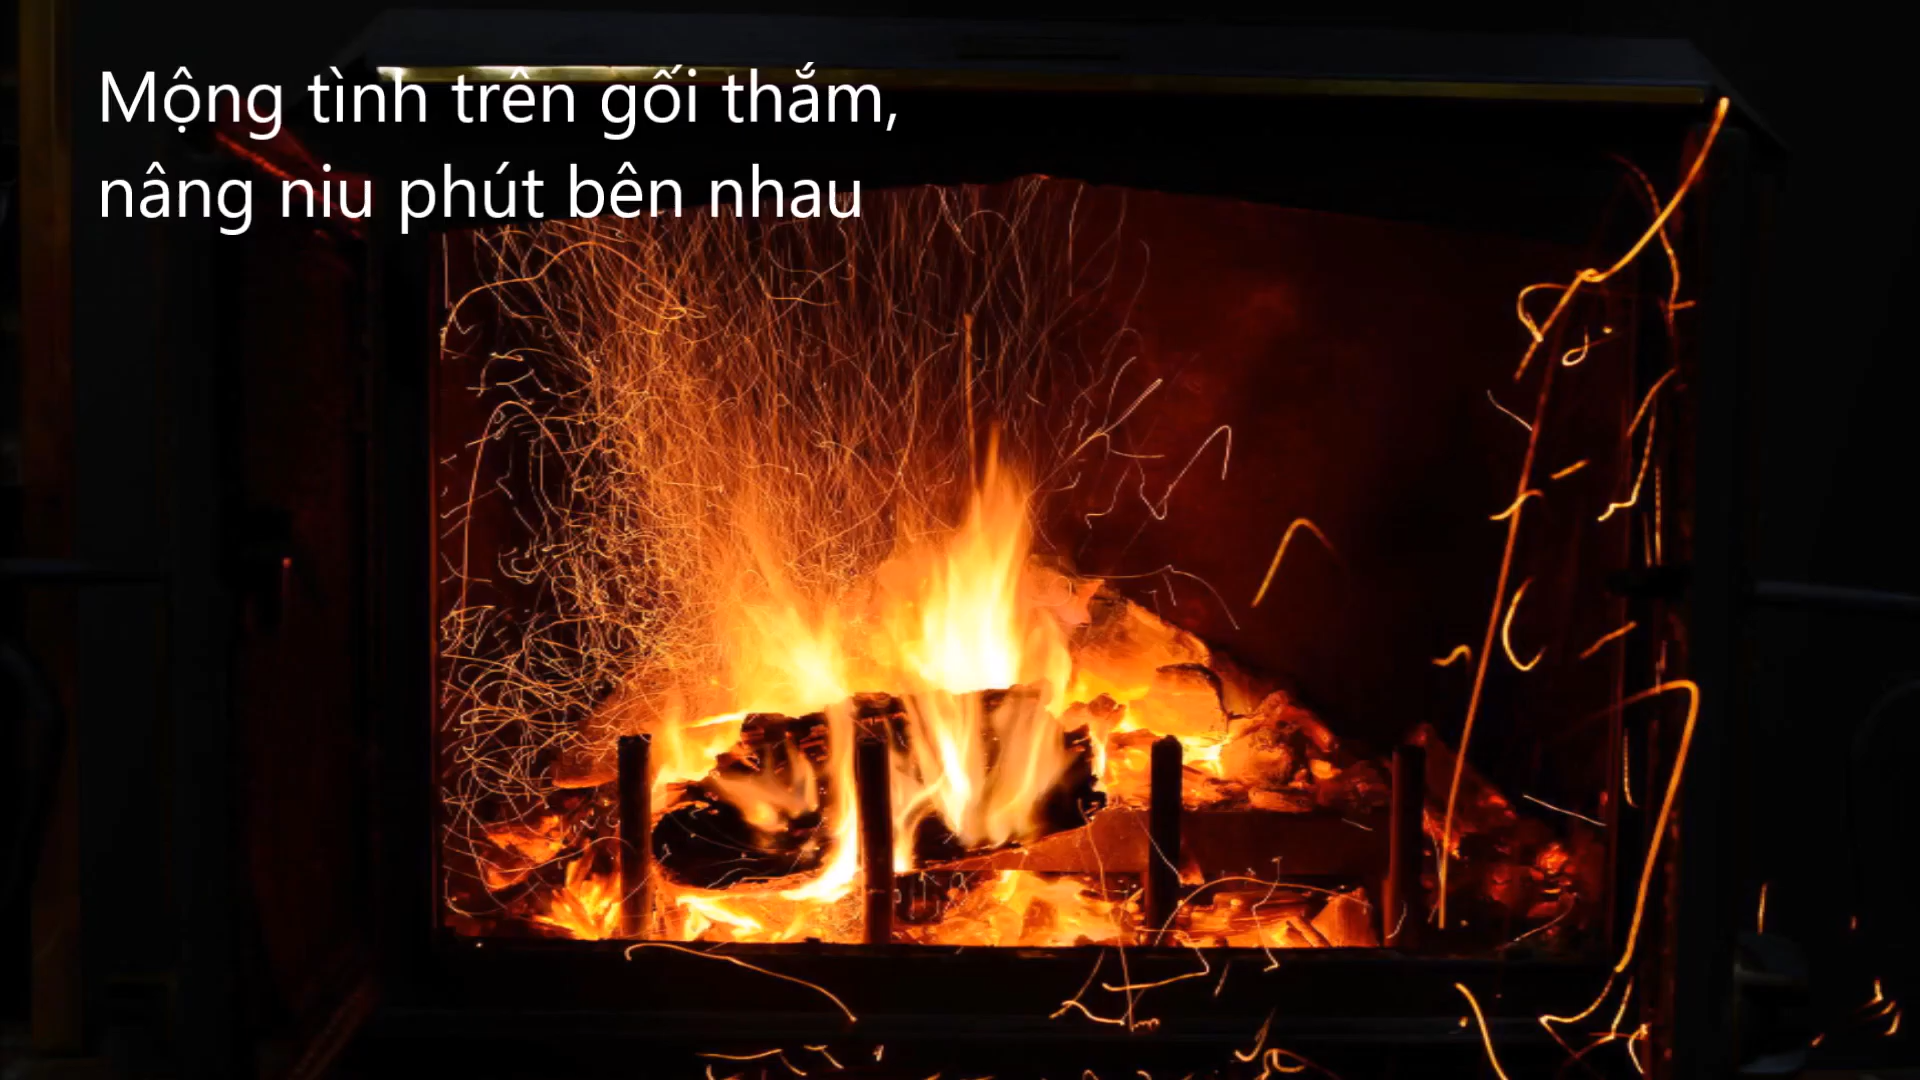 Mộng tình trên gối thắm,
nâng niu phút bên nhau